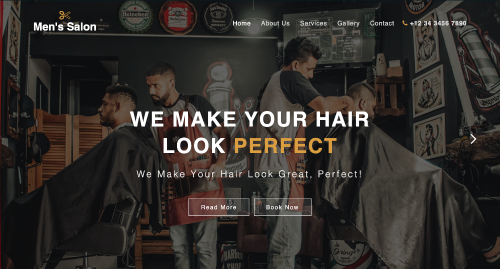 Men's Salon
Home About Us Services Gallery Contact +12 34 3456 7890
Heineken
WE MAKE YOUR HAIR
LOOK PERFECT
We Make Your Hair Look Great, Perfect!
Read More Book Now